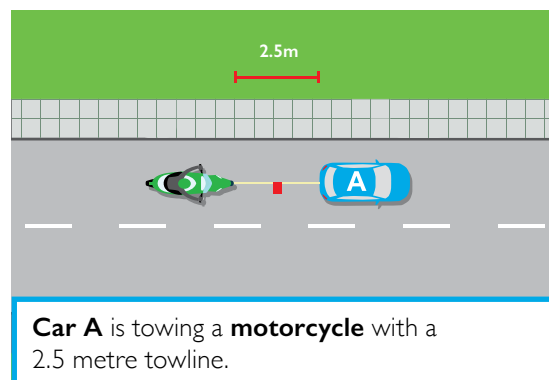 2.5m
A
Car A is towing a motorcycle with a
2.5 metre towline.